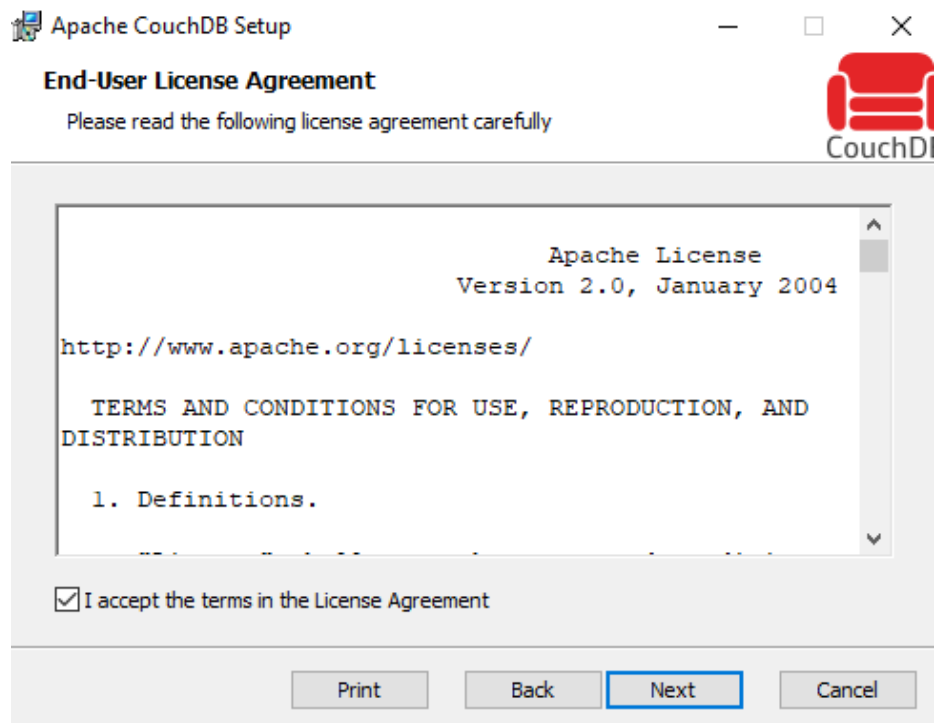 Apache CouchDB Setup
End-User License Agreement
Please read the following license agreement carefully
CouchDB
Apache License
Version 2.0, January 2004
http://www.apache.org/licenses/
TERMS AND CONDITIONS FOR USE, REPRODUCTION, AND
DISTRIBUTION
1. Definitions.
I accept the terms in the License Agreement
Print Back Next Cancel